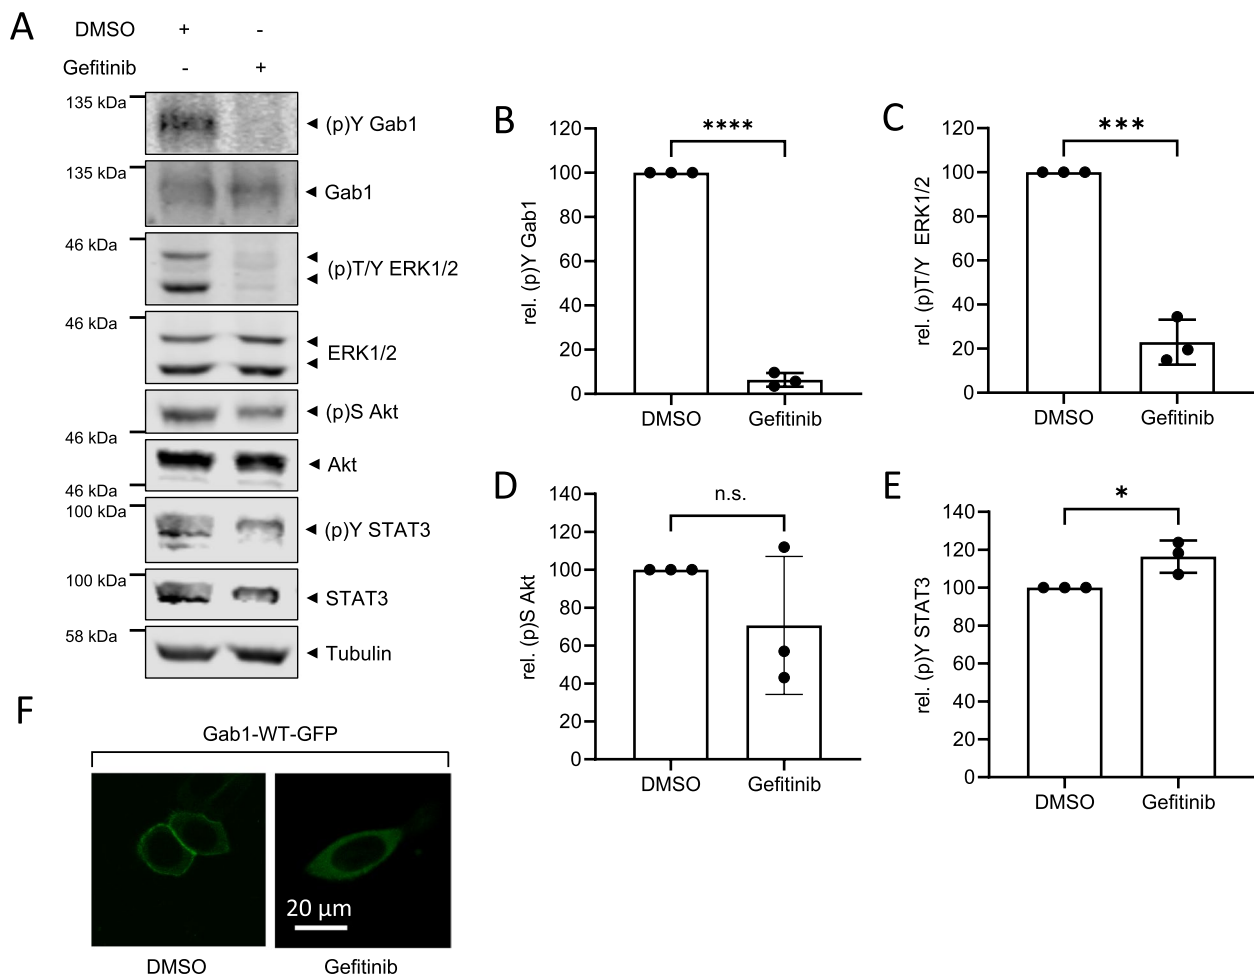 A
DMSO + -
Gefitinib - +
135 kDa
(p)Y Gab1
135 kDa
Gab1
46 kDa
(p)T/Y ERK1/2
46 kDa
ERK1/2
(p)S Akt
46 kDa
Akt
46 kDa
100 kDa
(p)Y STAT3
100 kDa
STAT3
58 kDa
Tubulin
B
****
rel. (p)Y Gab1
120
100
80
60
40
20
0
DMSO Gefitinib
C
***
rel. (p)T/Y ERK1/2
120
100
80
60
40
20
0
DMSO Gefitinib
D
n.s.
rel. (p)S Akt
140
120
100
80
60
40
20
0
DMSO Gefitinib
E
*
rel. (p)Y STAT3
140
120
100
80
60
40
20
0
DMSO Gefitinib
F
Gab1-WT-GFP
20 µm
DMSO Gefitinib